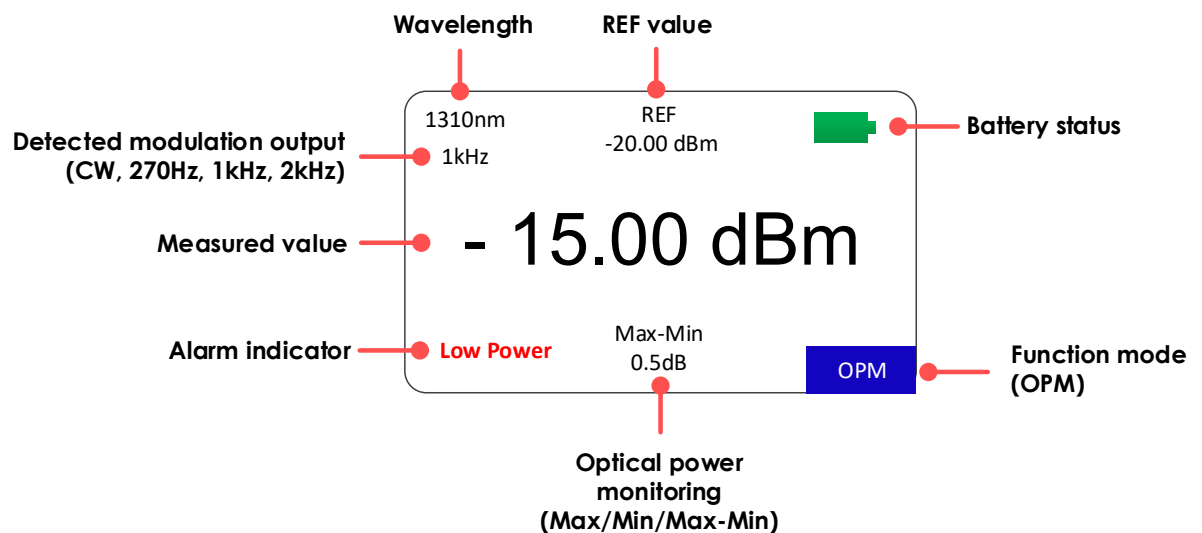 Wavelength
REF value
1310nm
REF
-20.00 dBm
Battery status
Detected modulation output
(CW, 270Hz, 1kHz, 2kHz)
1kHz
Measured value
- 15.00 dBm
Alarm indicator
Low Power
Max-Min
0.5dB
OPM
Function mode
(OPM)
Optical power
monitoring
(Max/Min/Max-Min)